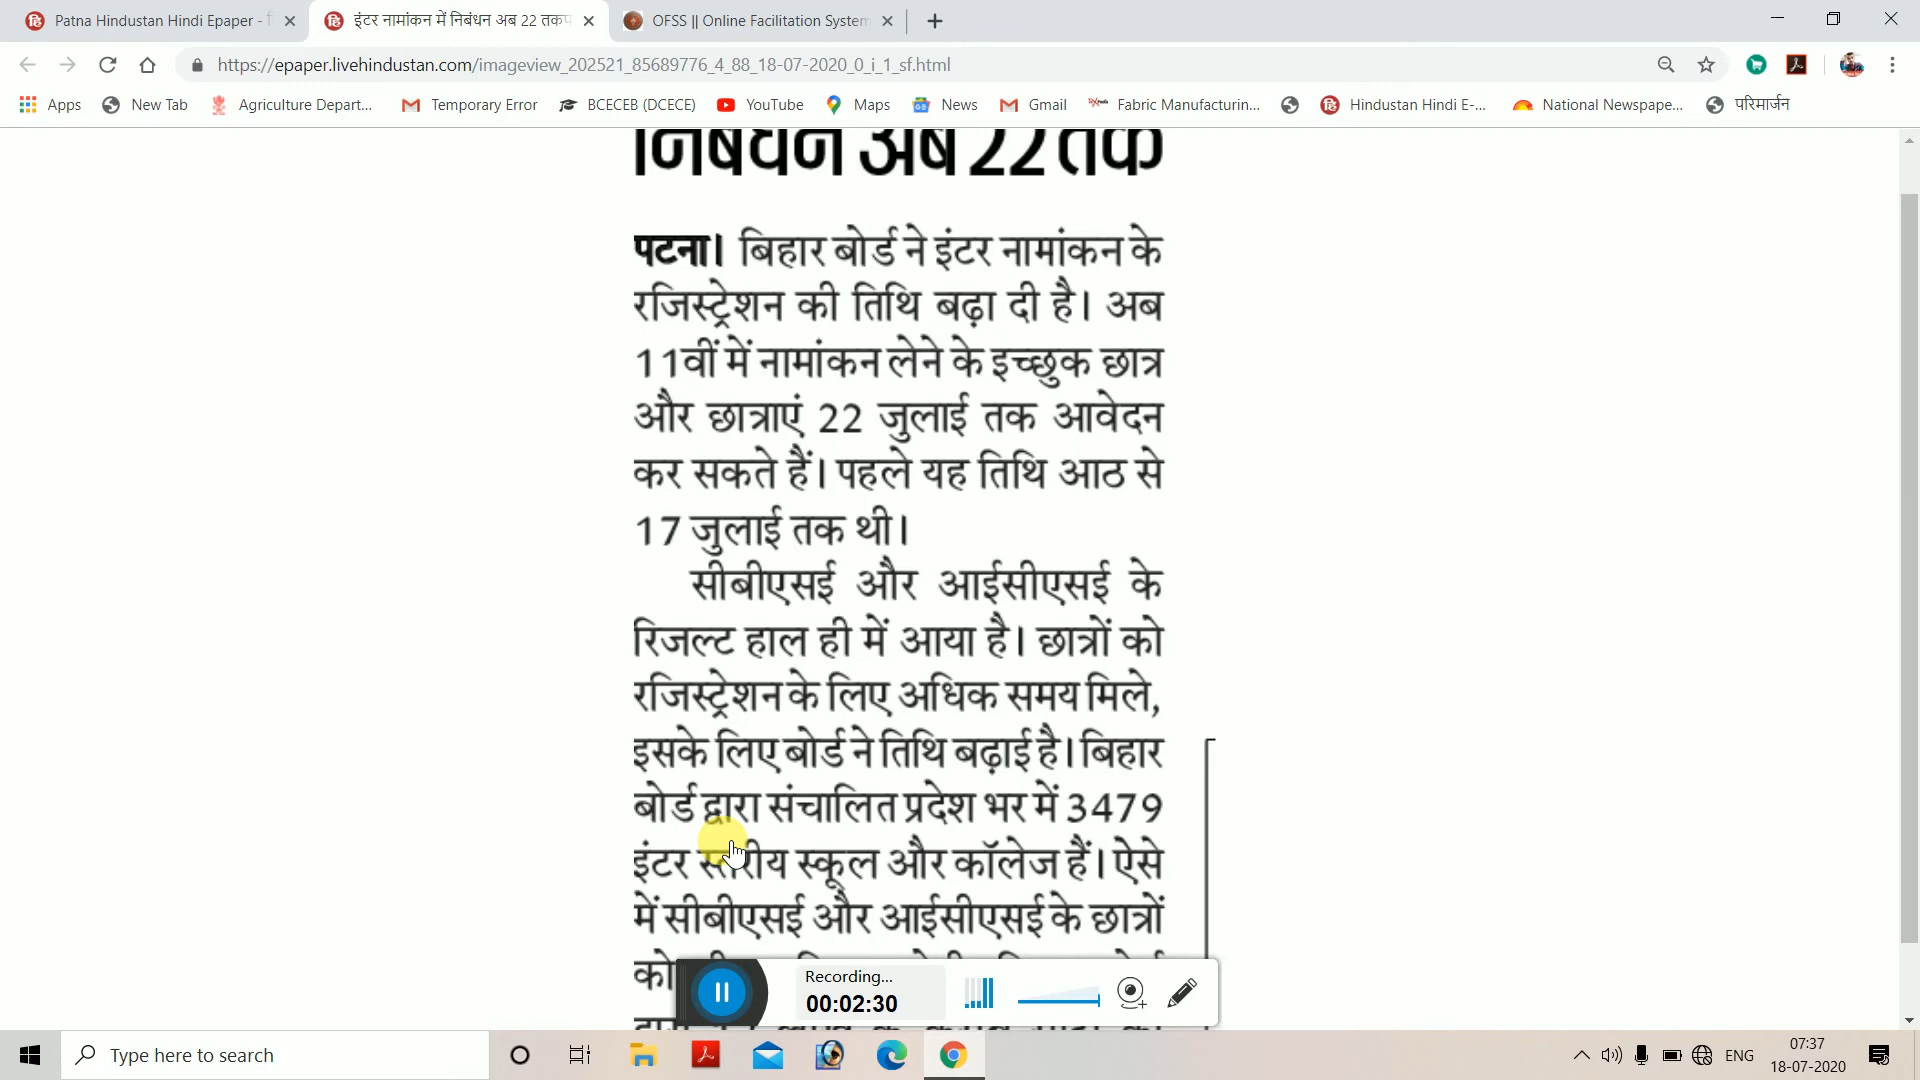 Patna Hindustan Hindi Epaper -
इंटर नामांकन में निबंधन अब 22 तक
OFSS || Online Facilitation System
https://epaper.livehindustan.com/imageview_202521_85689776_4_88_18-07-2020_0_i_1_sf.html
Apps
New Tab
Agriculture Depart...
Temporary Error
BCECEB (DCECE)
YouTube
Maps
News
Gmail
Fabric Manufacturin...
Hindustan Hindi E-...
National Newspape...
परिमार्जन
निबंधन अब 22 तक
पटना। बिहार बोर्ड ने इंटर नामांकन के
रजिस्ट्रेशन की तिथि बढ़ा दी है। अब
11वीं में नामांकन लेने के इच्छुक छात्र
और छात्राएं 22 जुलाई तक आवेदन
कर सकते हैं। पहले यह तिथि आठ से
17 जुलाई तक थी।
सीबीएसई और आईसीएसई के
रिजल्ट हाल ही में आया है। छात्रों को
रजिस्ट्रेशन के लिए अधिक समय मिले,
इसके लिए बोर्ड ने तिथि बढ़ाई है। बिहार
बोर्ड द्वारा संचालित प्रदेश भर में 3479
इंटर स्तरीय स्कूल और कॉलेज हैं। ऐसे
में सीबीएसई और आईसीएसई के छात्रों
को
Recording...
00:02:30
Type here to search
ENG
07:37
18-07-2020